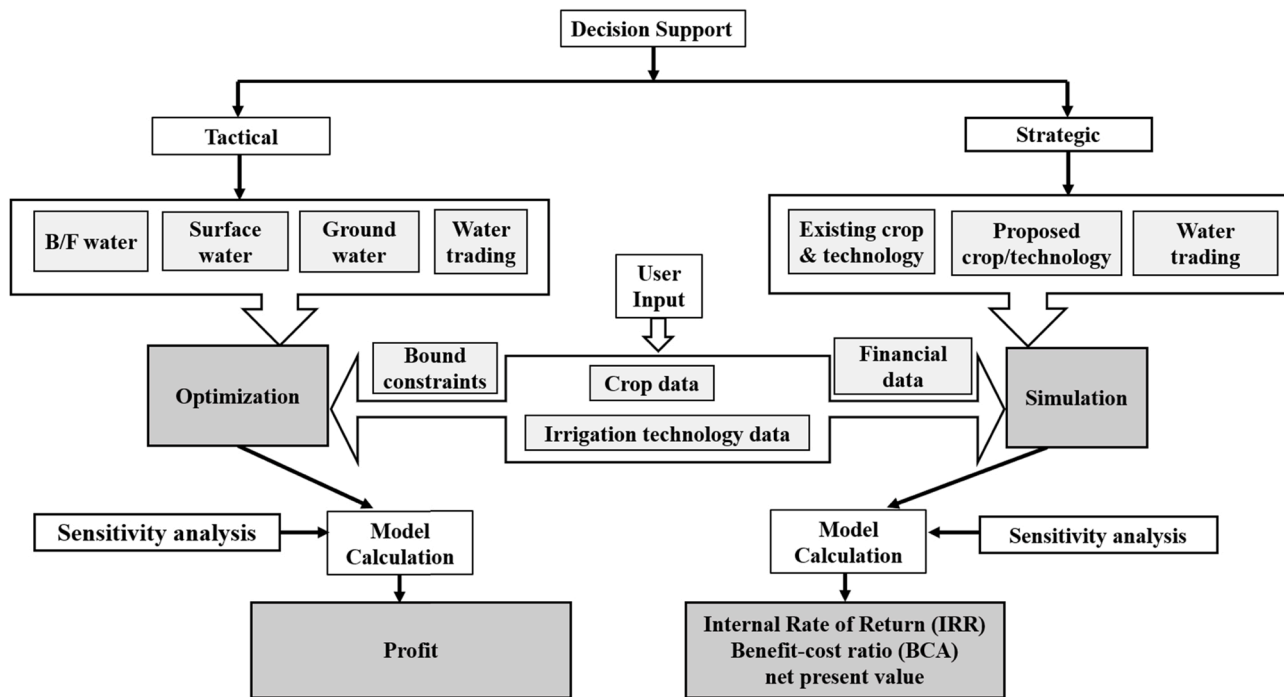 Decision Support
Tactical
Strategic
B/F water
Surface
water
Ground
water
Water
trading
Existing crop
& technology
Proposed
crop/technology
Water
trading
User
Input
Optimization
Bound
constraints
Crop data
Financial
data
Irrigation technology data
Simulation
Sensitivity analysis
Model
Calculation
Model
Calculation
Sensitivity analysis
Profit
Internal Rate of Return (IRR)
Benefit-cost ratio (BCA)
net present value